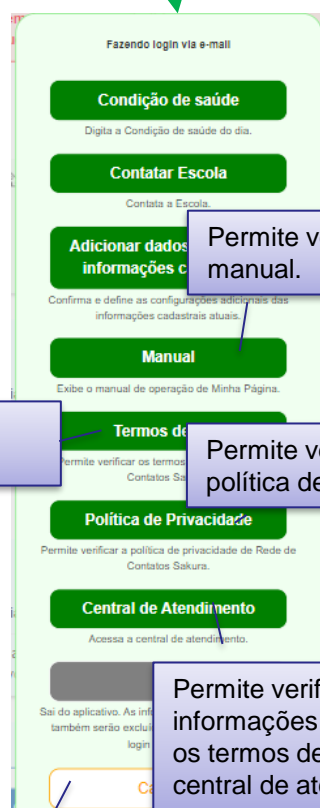 Fazendo login via e-mail
Condição de saúde
Digita a Condição de saúde do dia.
Contatar Escola
Contata a Escola.
Adicionar dados
informações c
Permite v
manual.
Confirma e define as configurações adicionais das
informações cadastrais atuais.
Manual
Exibe o manual de operação de Minha Página.
Termos de
Permite verificar os termos
Contatos Sa
Permite ve
política de
Política de Privacidade
Permite verificar a política de privacidade de Rede de
Contatos Sakura.
Central de Atendimento
Acessa a central de atendimento.
Sai do aplicativo. As inf
também serão excluí
login
Permite verif
informações
os termos de
central de ate
Ca